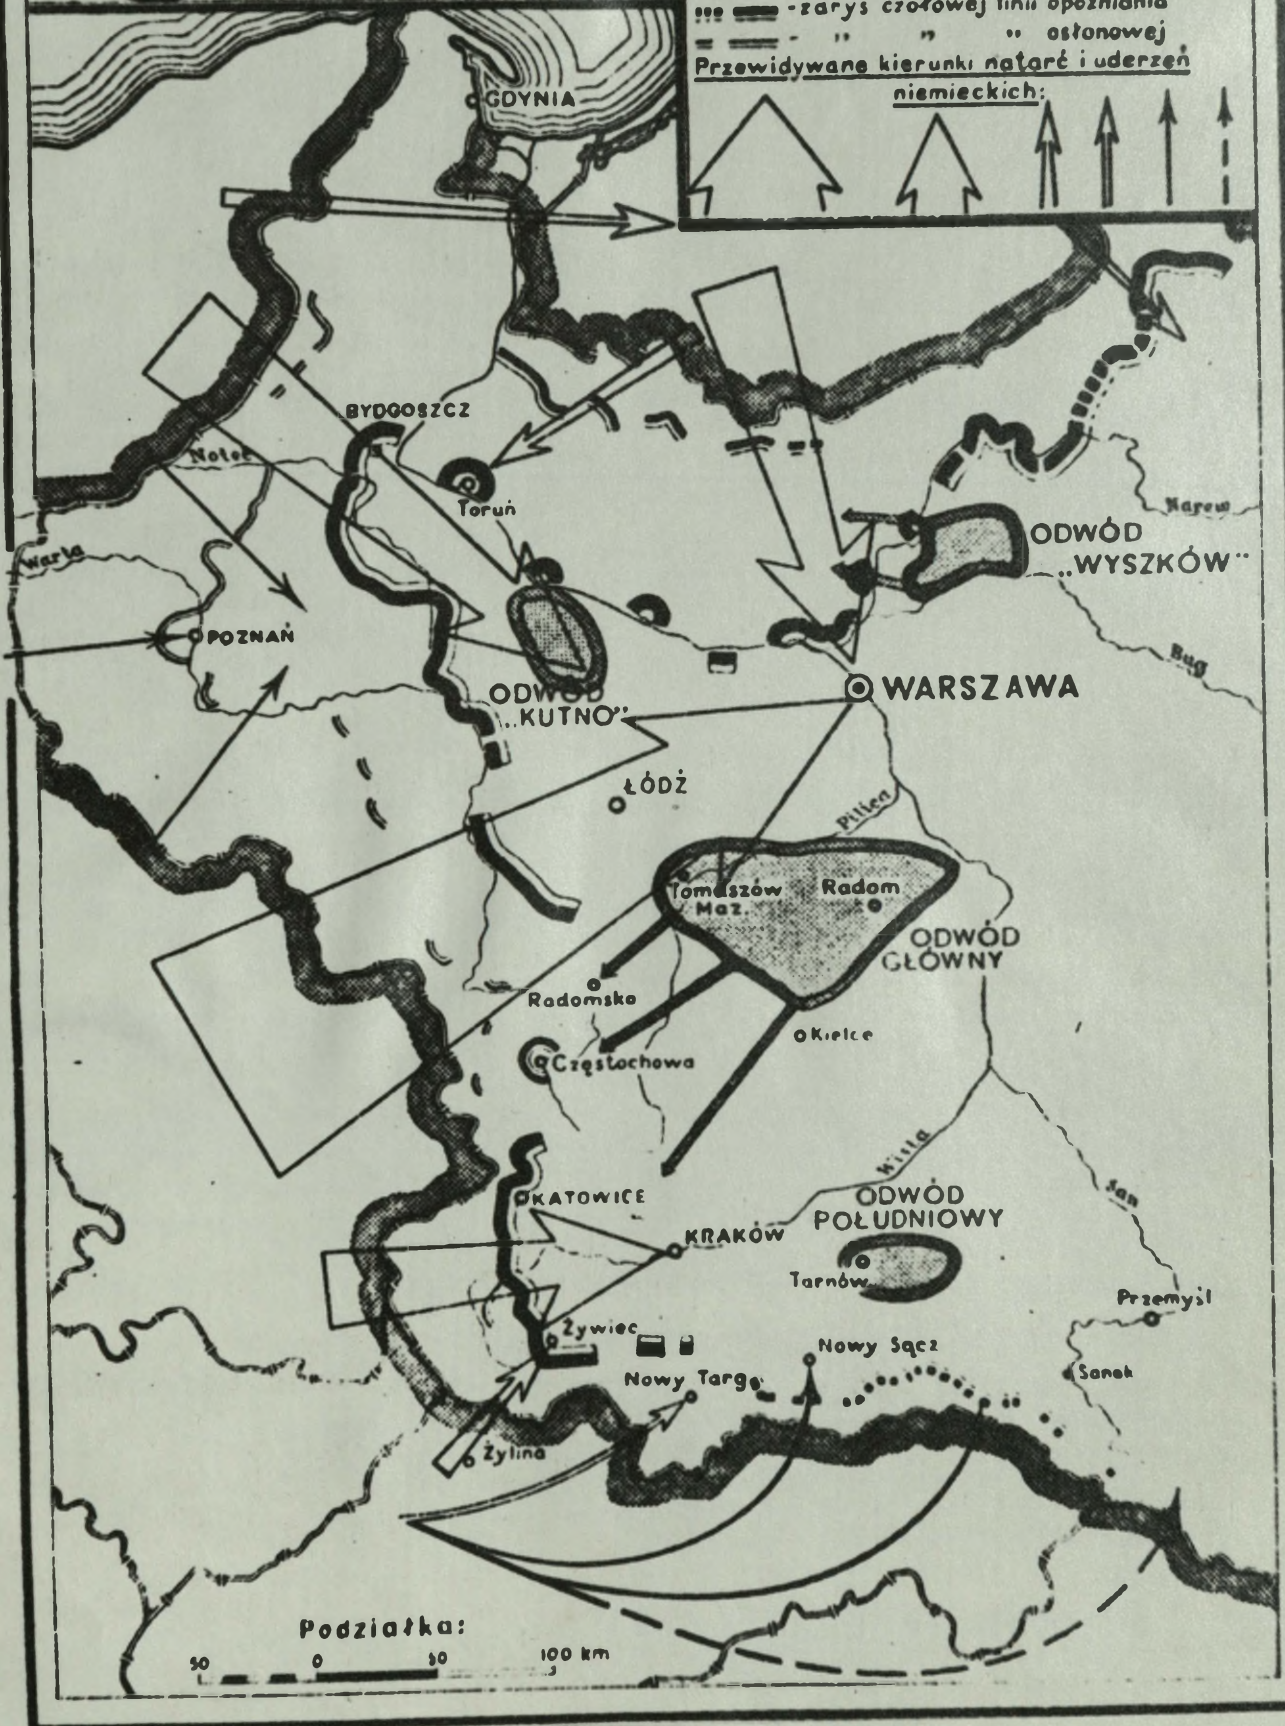 - zarys czołowej linii opóźniania
- " " " osłonowej
Przewidywane kierunki natarć i uderzeń
niemieckich:
GDYNIA
BYDGOSZCZ
Noteć
Toruń
Narew
ODWÓD
„WYSZKÓW"
Warta
POZNAŃ
Bug
ODWÓD
„KUTNO"
WARSZAWA
ŁÓDŹ
Pilica
Tomaszów
Maz.
Radom
ODWÓD
GŁÓWNY
Radomsko
Kielce
Częstochowa
Wisła
San
KATOWICE
ODWÓD
POŁUDNIOWY
KRAKÓW
Tarnów
Przemyśl
Żywiec
Nowy Sącz
Nowy Targ
Sanok
Żylina
Podziałka:
50 0 50 100 km